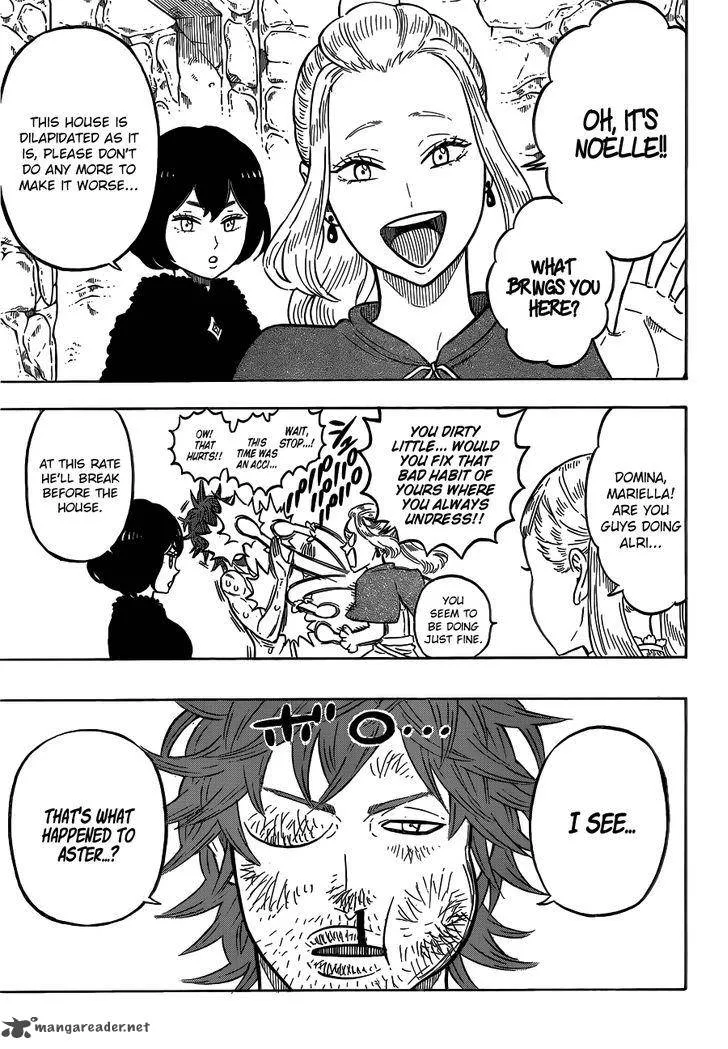 OH, IT'S
NOELLE!!
WHAT
BRINGS YOU
HERE?
THIS HOUSE IS
DILAPIDATED AS IT
IS, PLEASE DON'T
DO ANY MORE TO
MAKE IT WORSE...
DOMINA,
MARIELLA!
ARE YOU
GUYS DOING
ALRI...
YOU DIRTY
LITTLE... WOULD
YOU FIX THAT
BAD HABIT OF
YOURS WHERE
YOU ALWAYS
UNDRESS!!
YOU
SEEM TO
BE DOING
JUST FINE.
WAIT,
STOP...!
THIS
TIME WAS
AN ACCI...
OW!
THAT
HURTS!!
AT THIS RATE
HE'LL BREAK
BEFORE THE
HOUSE.
I SEE...
THAT'S WHAT
HAPPENED TO
ASTER...?
mangareader.net